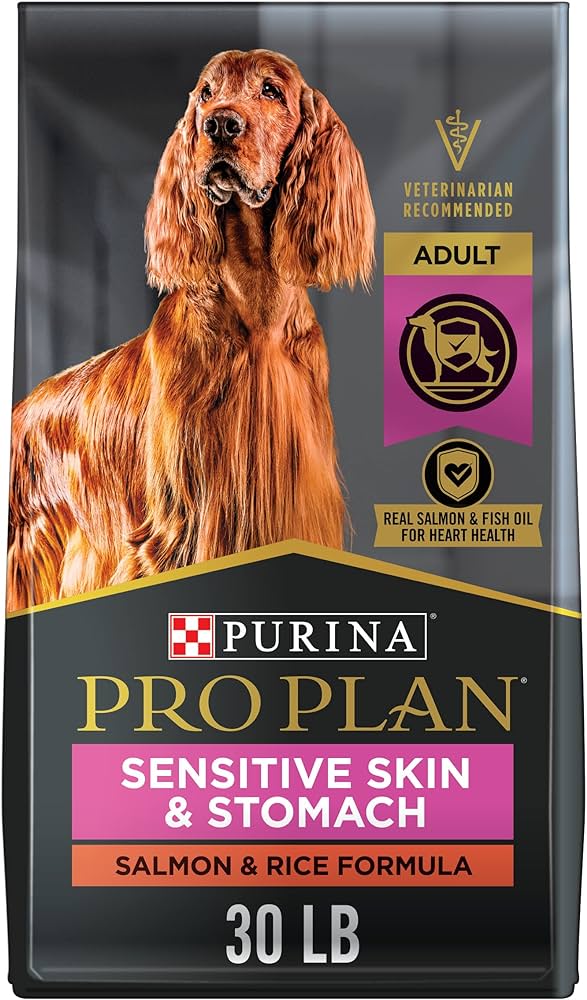 VETERINARIAN
RECOMMENDED
ADULT
REAL SALMON & FISH OIL
FOR HEART HEALTH
PURINA®
PRO PLAN®
SENSITIVE SKIN
& STOMACH
SALMON & RICE FORMULA
30 LB